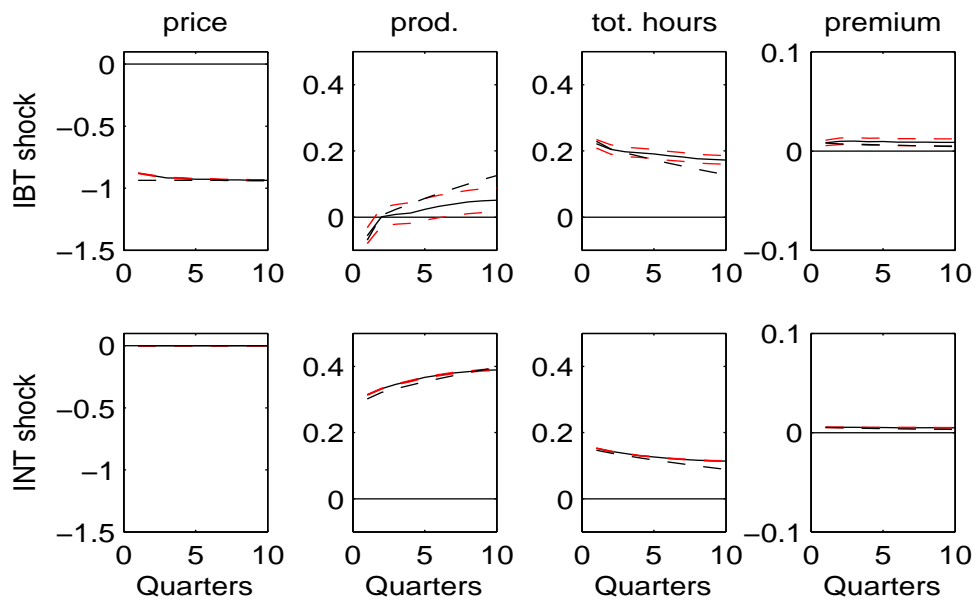 price prod. tot. hours premium
0 0.4 0.4 0.1
−0.5 0.2 0.2 0
−1 0 0
−1.5 −0.1
0 5 10 0 5 10 0 5 10 0 5 10
IBT shock
0 0.4 0.4 0.1
−0.5 0.2 0.2 0
−1 0 0
−1.5 −0.1
0 5 10 0 5 10 0 5 10 0 5 10
INT shock
Quarters Quarters Quarters Quarters